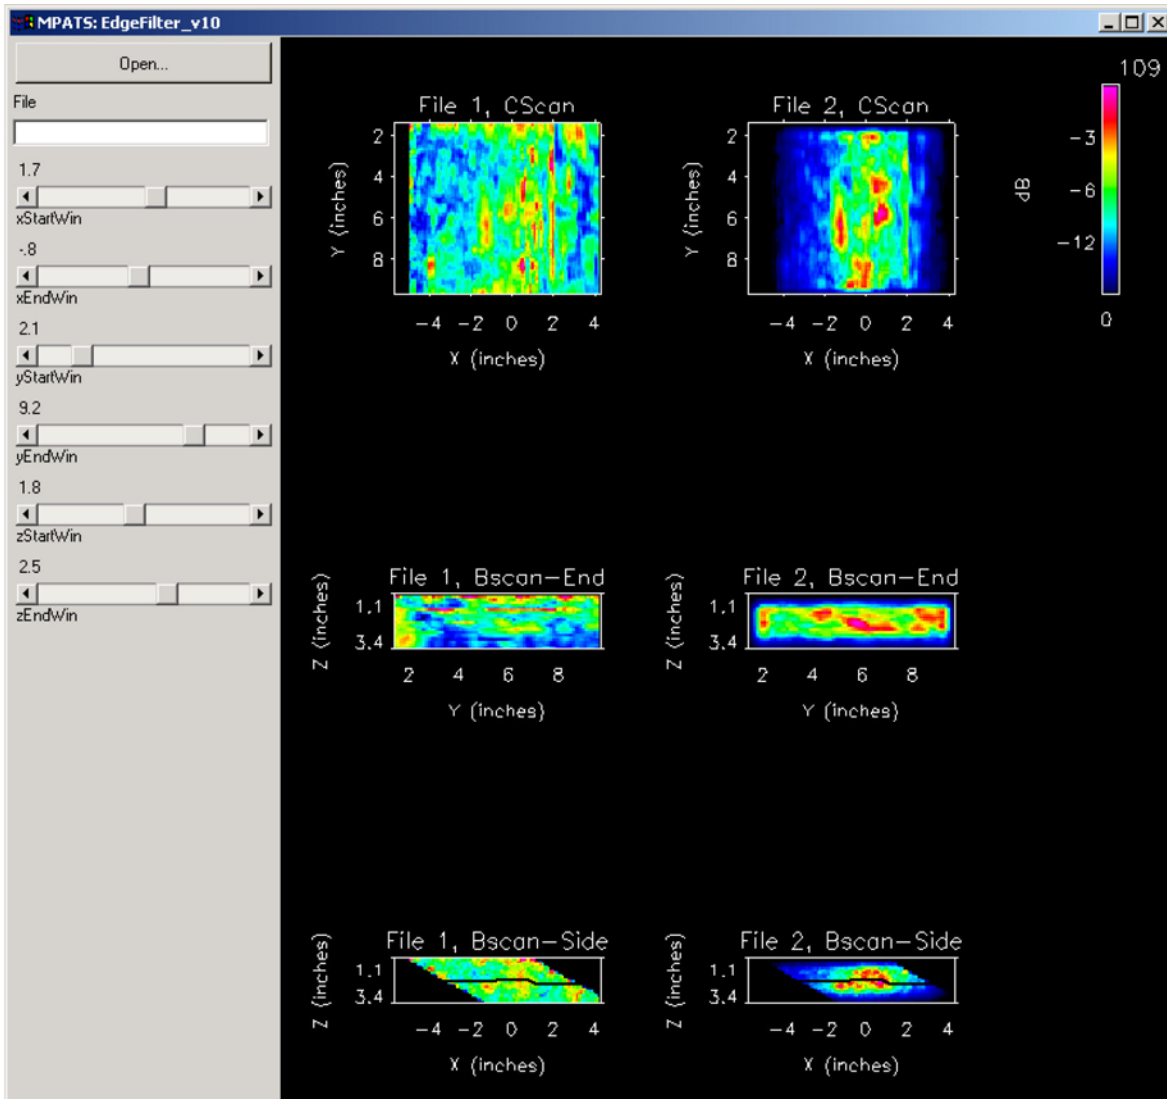 MPATS: EdgeFilter_v10
Open...
File
1.7
xStartWin
-.8
xEndWin
2.1
yStartWin
9.2
yEndWin
1.8
zStartWin
2.5
zEndWin
File 1, CScan
2
4
6
8
Y (inches)
-4 -2 0 2 4
X (inches)
File 2, CScan
2
4
6
8
Y (inches)
-4 -2 0 2 4
X (inches)
109
-3
-6
-12
dB
0
File 1, Bscan-End
1.1
3.4
Z (inches)
2 4 6 8
Y (inches)
File 2, Bscan-End
1.1
3.4
Z (inches)
2 4 6 8
Y (inches)
File 1, Bscan-Side
1.1
3.4
Z (inches)
-4 -2 0 2 4
X (inches)
File 2, Bscan-Side
1.1
3.4
Z (inches)
-4 -2 0 2 4
X (inches)